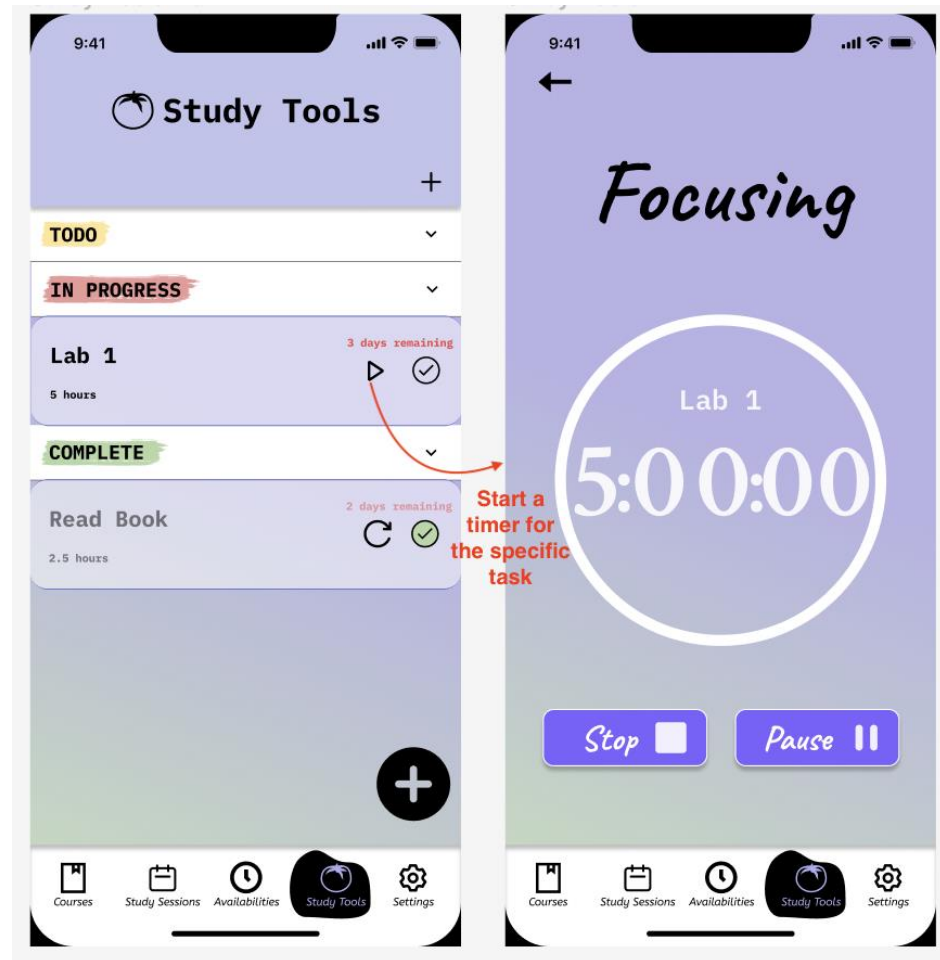 9:41
Study Tools
TODO
IN PROGRESS
Lab 1
3 days remaining
5 hours
COMPLETE
Read Book
2 days remaining
2.5 hours
Courses
Study Sessions
Availabilities
Study Tools
Settings
Start a
timer for
the specific
task
9:41
Focusing
Lab 1
5:00:00
Stop
Pause
Courses
Study Sessions
Availabilities
Study Tools
Settings